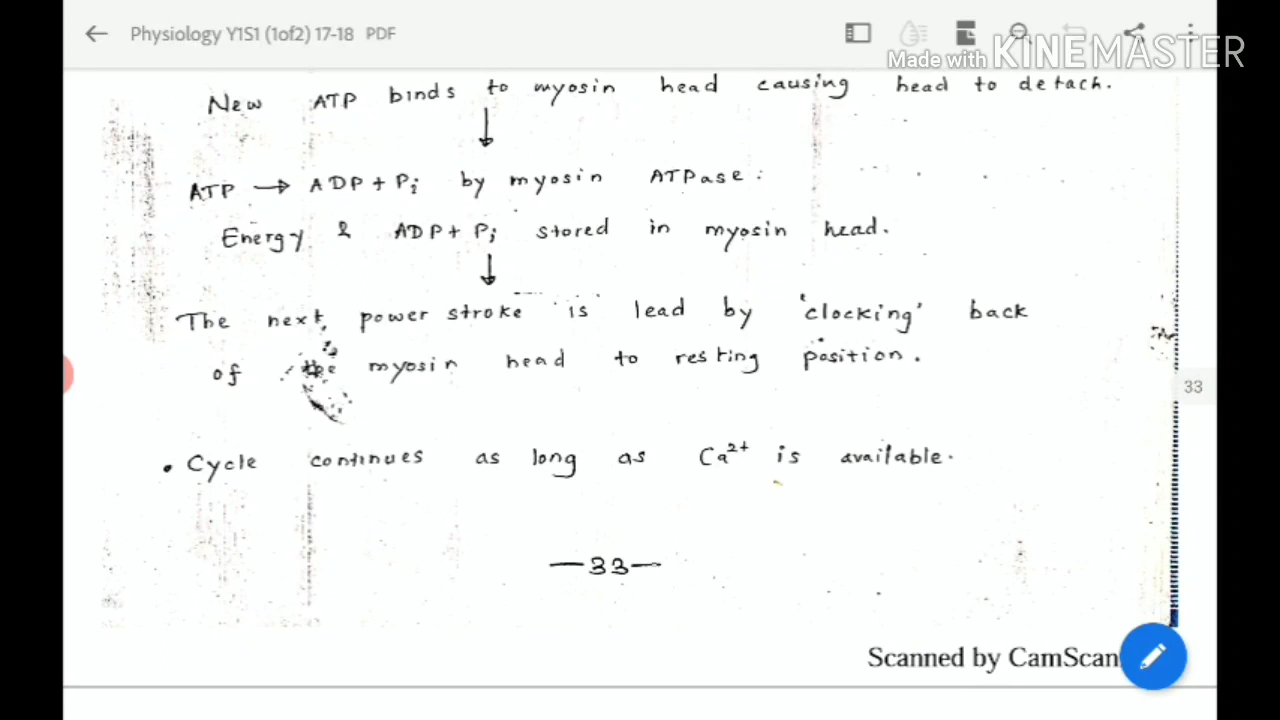 Physiology Y1S1 (1of2) 17-18 PDF
Made with KINEMASTER
New ATP binds to myosin head causing head to detach.
↓
ATP → ADP + Pi by myosin ATPase.
Energy & ADP + Pi stored in myosin head.
↓
The next power stroke is lead by 'clocking' back
of the myosin head to resting position.
• Cycle continues as long as Ca²⁺ is available.
33
—33—
Scanned by CamScan